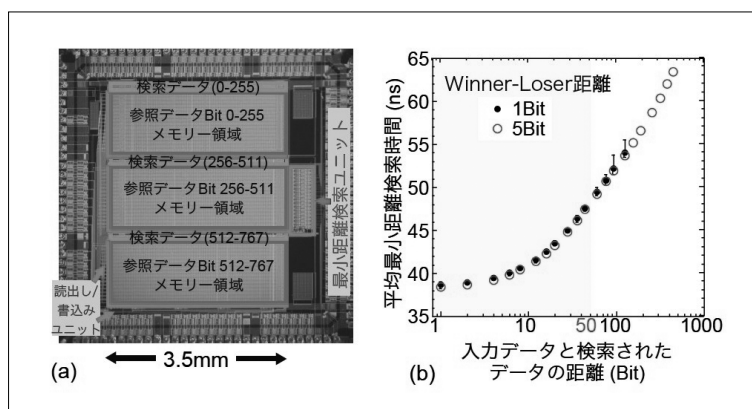 検索データ(0-255)
参照データBit 0-255
メモリー領域
検索データ(256-511)
参照データBit 256-511
メモリー領域
検索データ(512-767)
参照データBit 512-767
メモリー領域
最小距離検索ユニット
読出し/
書込み
ユニット
3.5mm
(a)
65
60
55
50
45
40
35
平均最小距離検索時間 (ns)
Winner-Loser距離
1Bit
5Bit
1
10
50
100
1000
入力データと検索された
データの距離 (Bit)
(b)